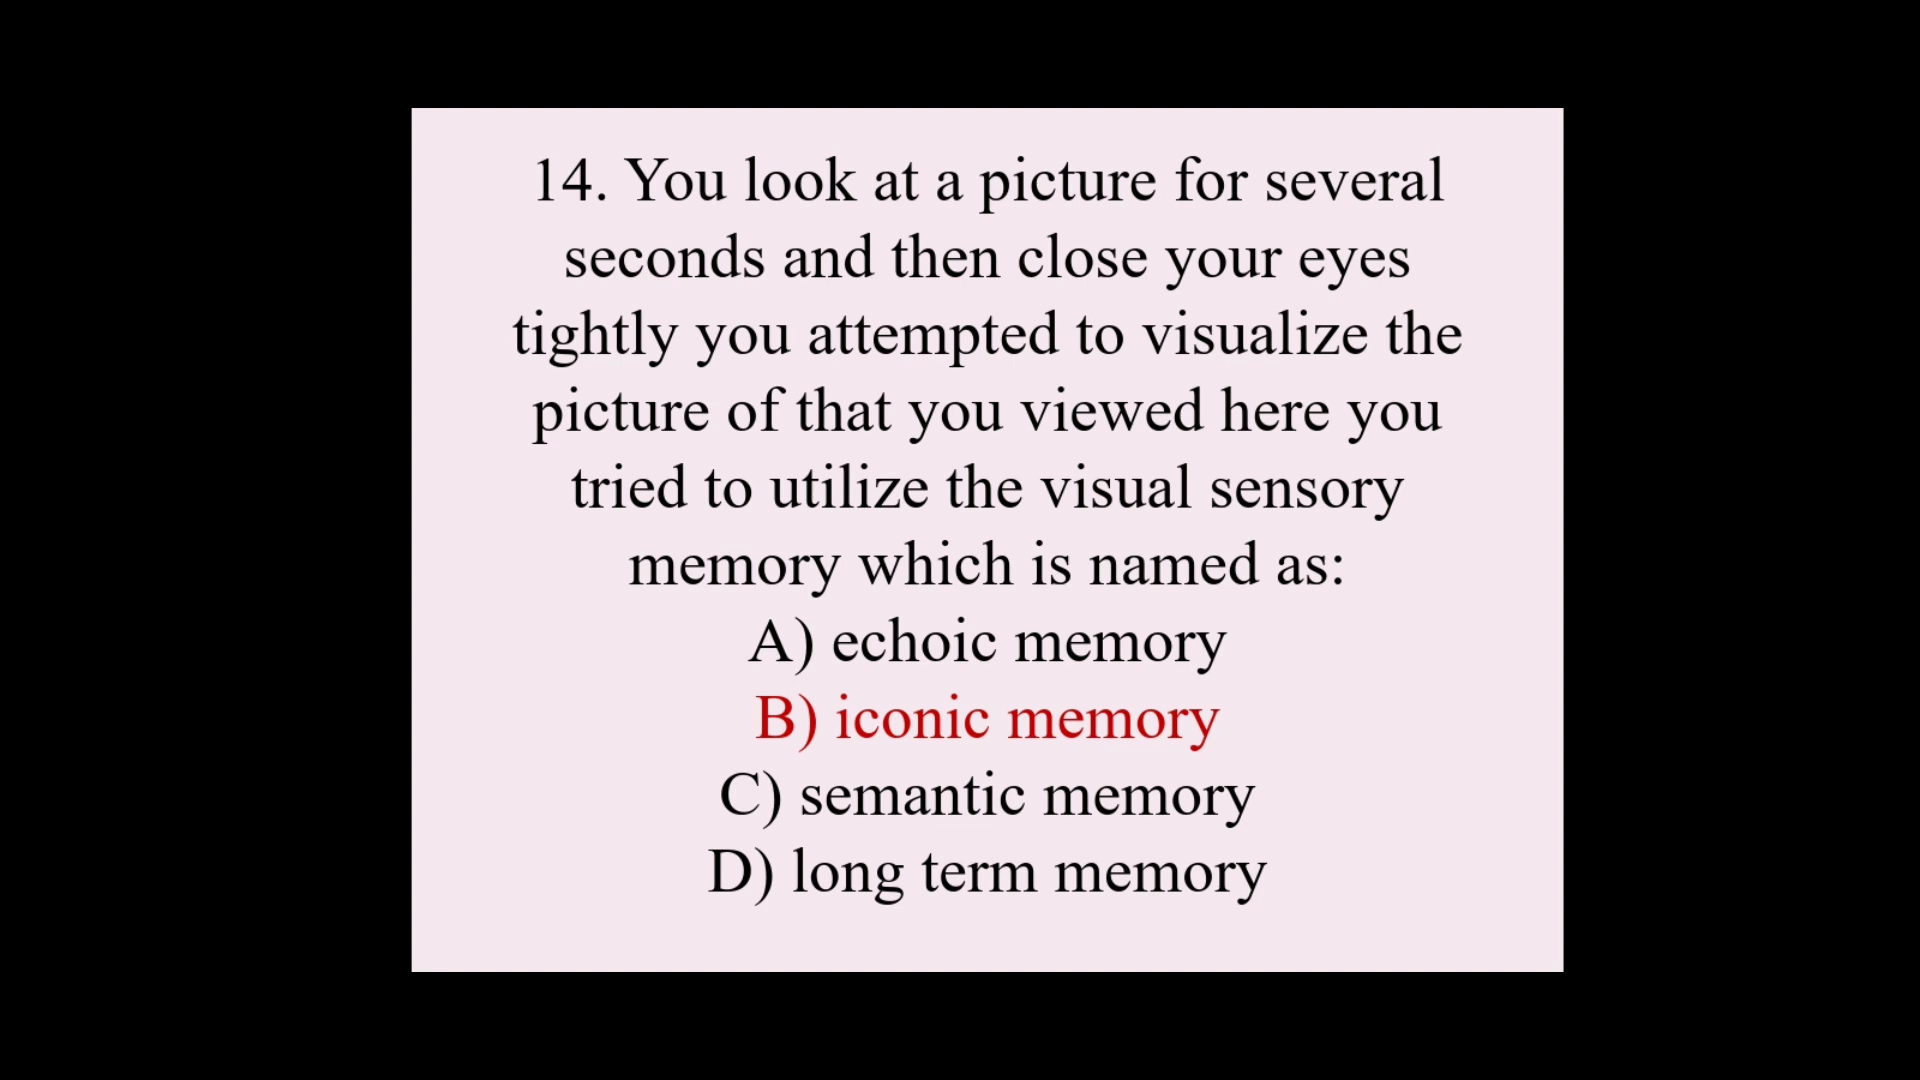 14. You look at a picture for several
seconds and then close your eyes
tightly you attempted to visualize the
picture of that you viewed here you
tried to utilize the visual sensory
memory which is named as:
A) echoic memory
B) iconic memory
C) semantic memory
D) long term memory